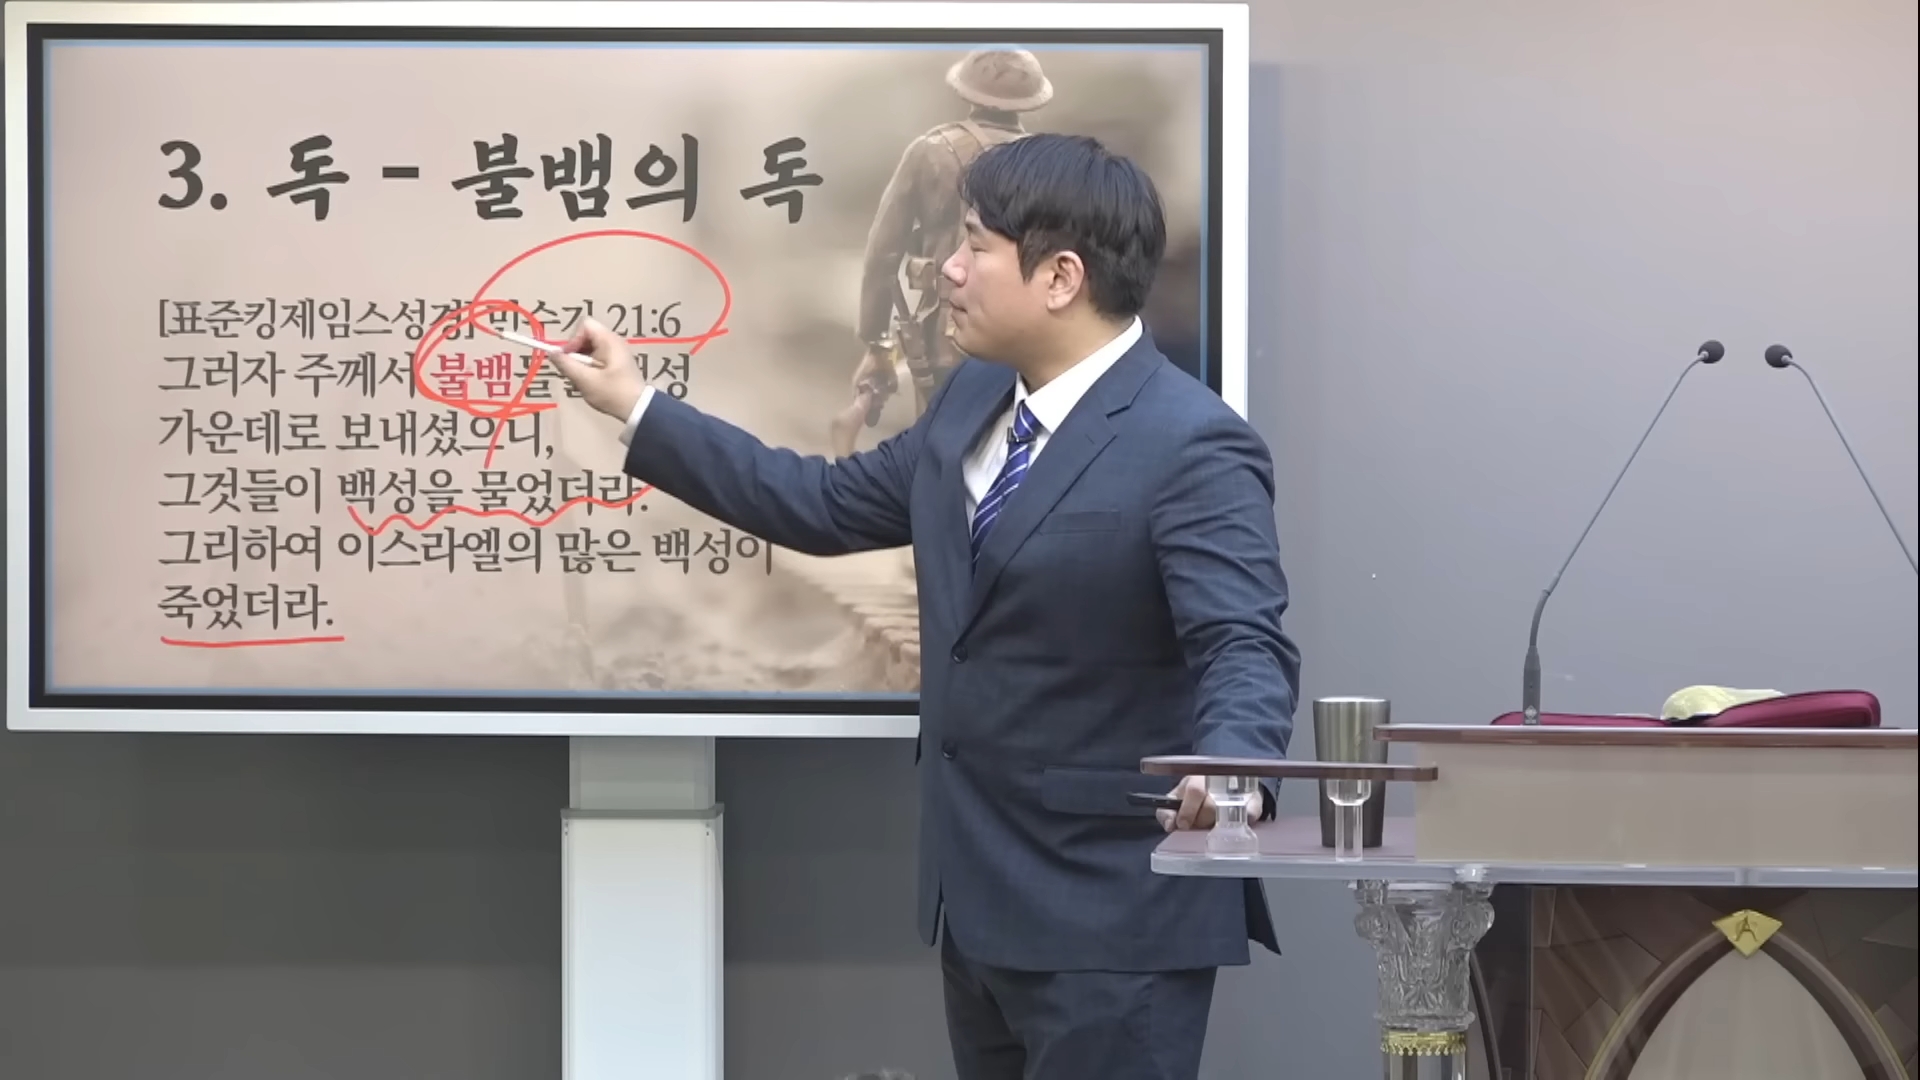 3. 독 - 불뱀의 독
[표준킹제임스성경] 민수기 21:6
그러자 주께서 불뱀들을 백성
가운데로 보내셨으니,
그것들이 백성을 물었더라.
그리하여 이스라엘의 많은 백성이
죽었더라.
A